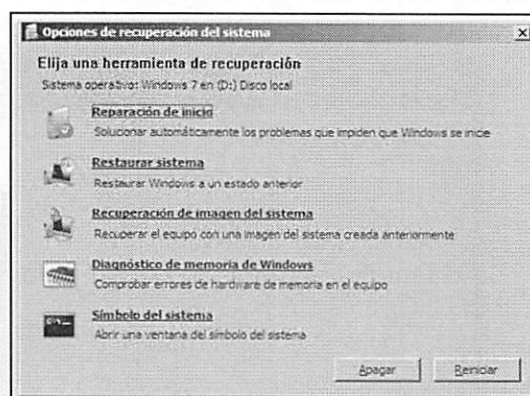 Opciones de recuperación del sistema
Elija una herramienta de recuperación
Sistema operativo: Windows 7 en (D:) Disco local
Reparación de inicio
Solucionar automáticamente los problemas que impiden que Windows se inicie
Restaurar sistema
Restaurar Windows a un estado anterior
Recuperación de imagen del sistema
Recuperar el equipo con una imagen del sistema creada anteriormente
Diagnóstico de memoria de Windows
Comprobar errores de hardware de memoria en el equipo
Símbolo del sistema
Abrir una ventana del símbolo del sistema
Apagar
Reiniciar